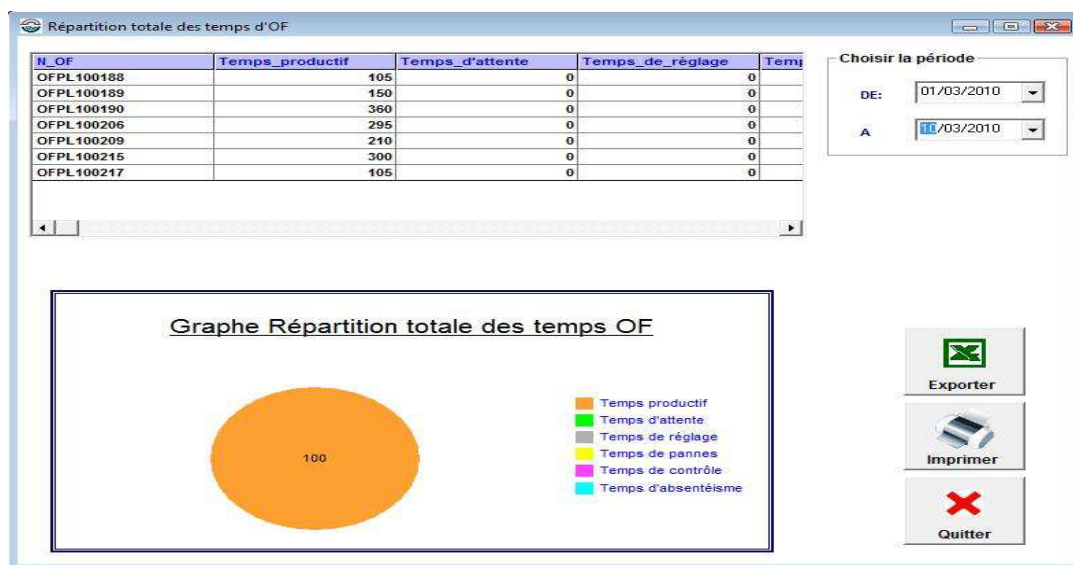 Répartition totale des temps d'OF
N_OF Temps_productif Temps_d'attente Temps_de_réglage Temp
OFPL100188 105 0 0
OFPL100189 150 0 0
OFPL100190 360 0 0
OFPL100206 295 0 0
OFPL100209 210 0 0
OFPL100215 300 0 0
OFPL100217 105 0 0
Choisir la période
DE: 01/03/2010
A 10/03/2010
Graphe Répartition totale des temps OF
100
Temps productif
Temps d'attente
Temps de réglage
Temps de pannes
Temps de contrôle
Temps d'absentéisme
Exporter
Imprimer
Quitter